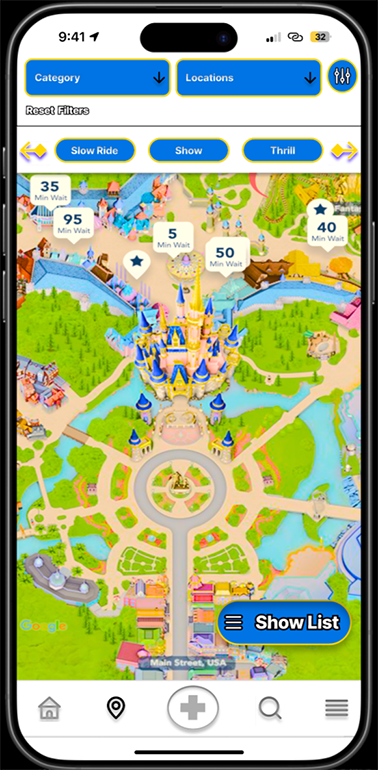 9:41
32
Category
Locations
Reset Filters
Slow Ride
Show
Thrill
35
Min Wait
95
Min Wait
5
Min Wait
50
Min Wait
40
Min Wait
Google
Show List
Main Street, USA